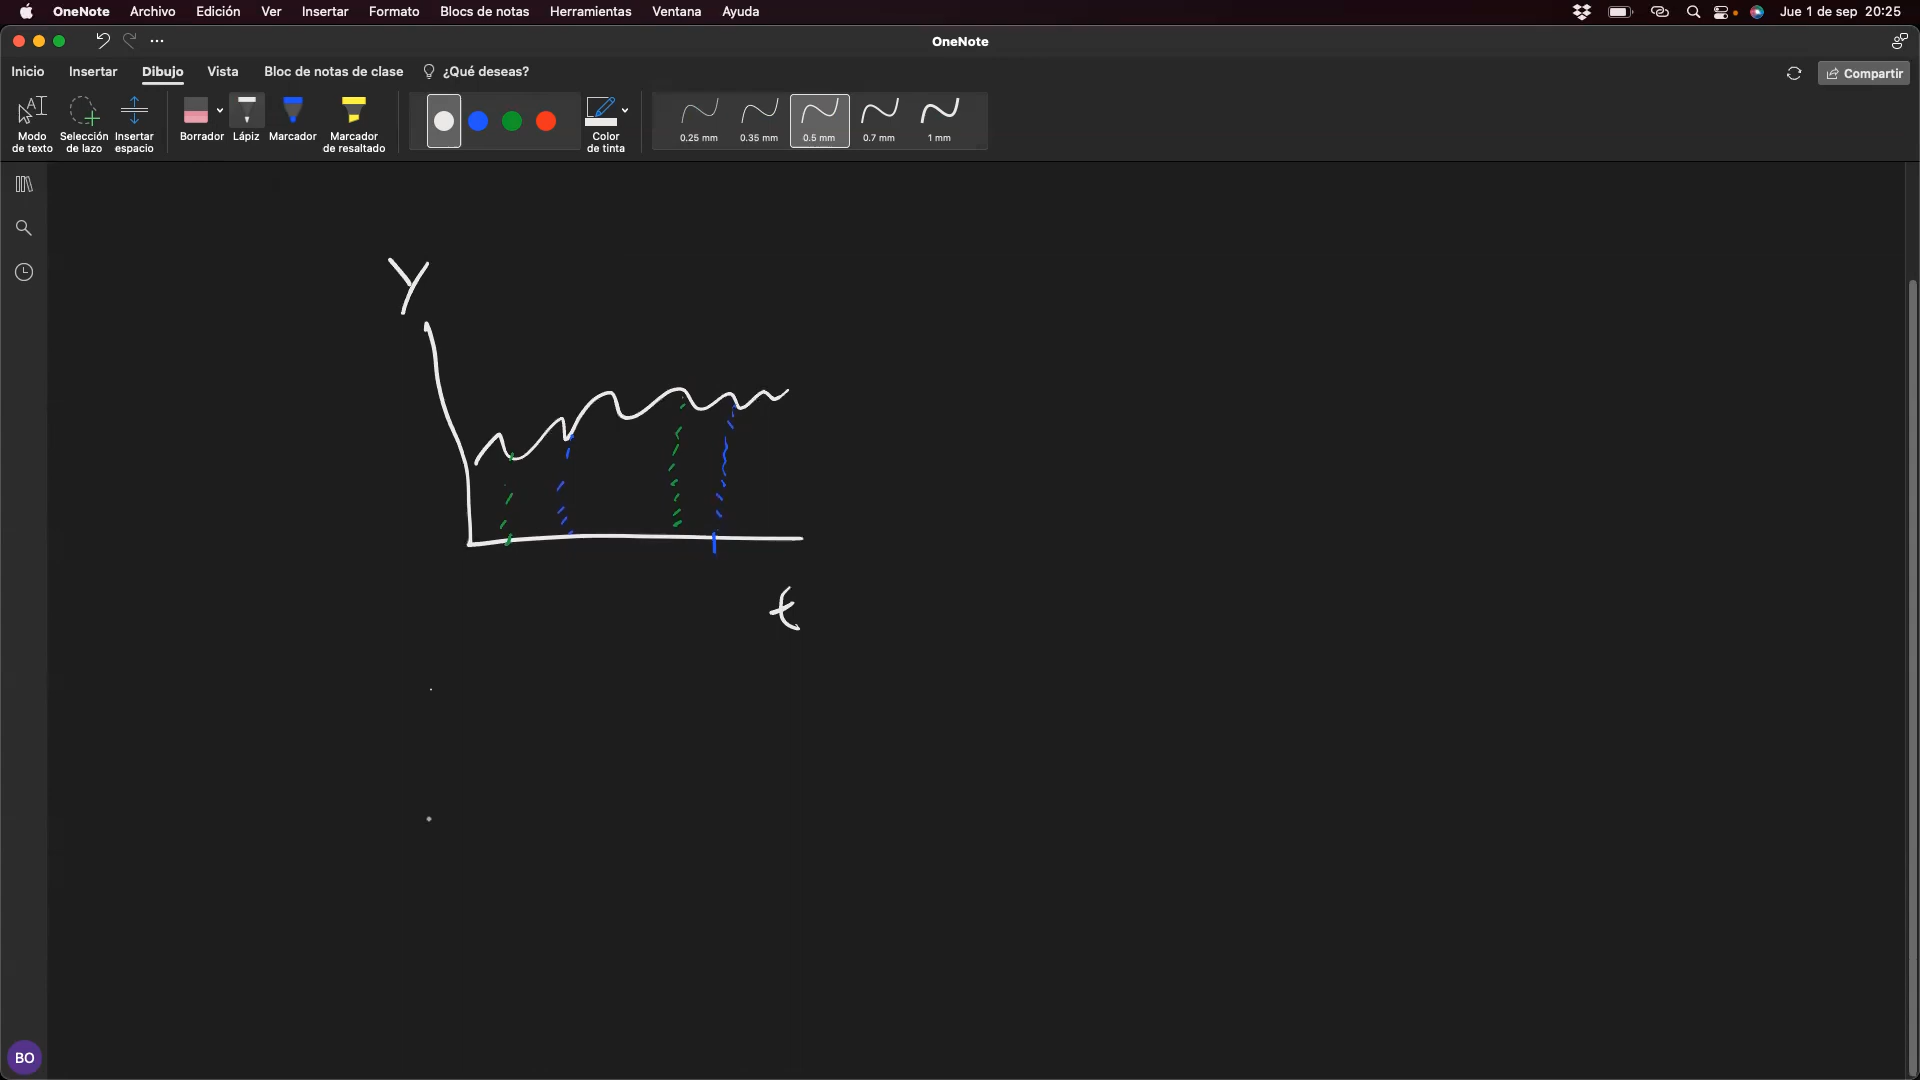 OneNote Archivo Edición Ver Insertar Formato Blocs de notas Herramientas Ventana Ayuda Jue 1 de sep 20:25
OneNote
Inicio Insertar Dibujo Vista Bloc de notas de clase ¿Qué deseas? Compartir
Modo de texto
Selección de lazo
Insertar espacio
Borrador
Lápiz
Marcador
Marcador de resaltado
Color de tinta
0.25 mm
0.35 mm
0.5 mm
0.7 mm
1 mm
Y
t
BO